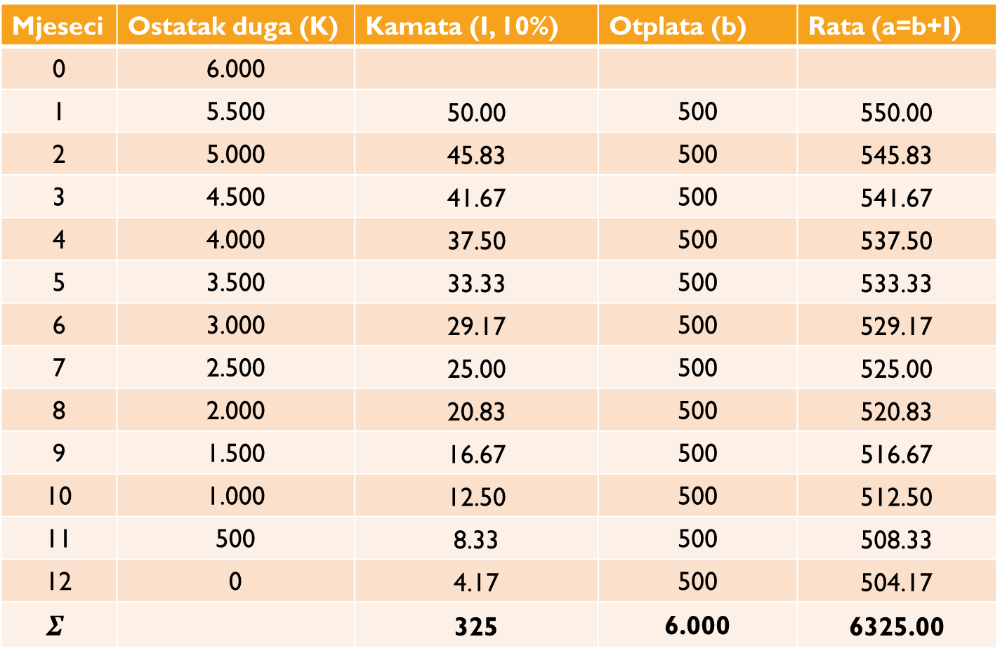 Mjeseci Ostatak duga (K) Kamata (I, 10%) Otplata (b) Rata (a=b+I)
0 6.000
1 5.500 50.00 500 550.00
2 5.000 45.83 500 545.83
3 4.500 41.67 500 541.67
4 4.000 37.50 500 537.50
5 3.500 33.33 500 533.33
6 3.000 29.17 500 529.17
7 2.500 25.00 500 525.00
8 2.000 20.83 500 520.83
9 1.500 16.67 500 516.67
10 1.000 12.50 500 512.50
11 500 8.33 500 508.33
12 0 4.17 500 504.17
Σ 325 6.000 6325.00